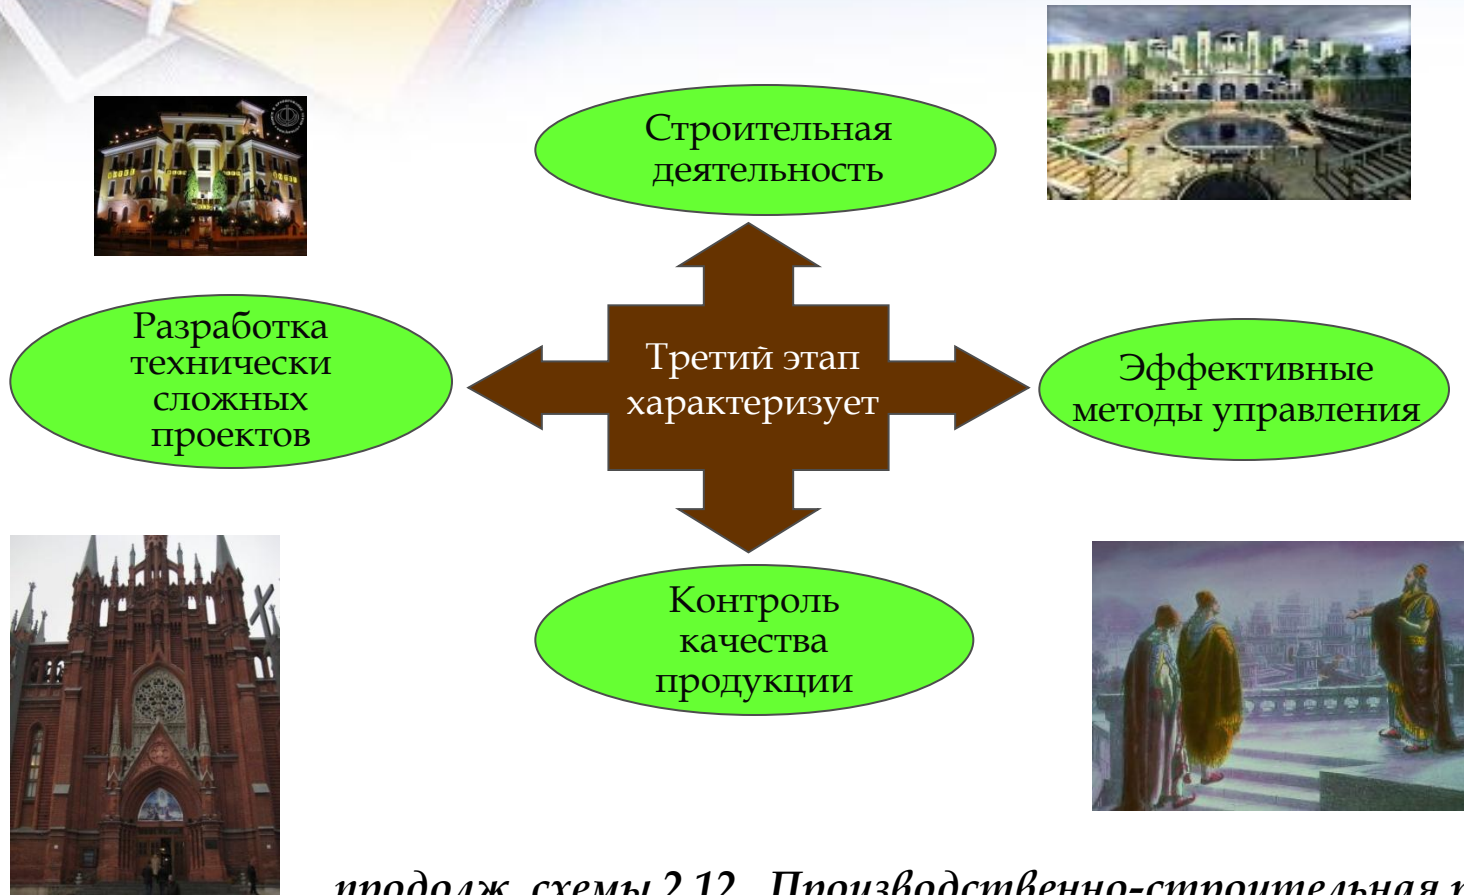 Строительная
деятельность
Разработка
технически
сложных
проектов
Третий этап
характеризует
Эффективные
методы управления
Контроль
качества
продукции
продолж. схемы 2.12. Производственно-строительная